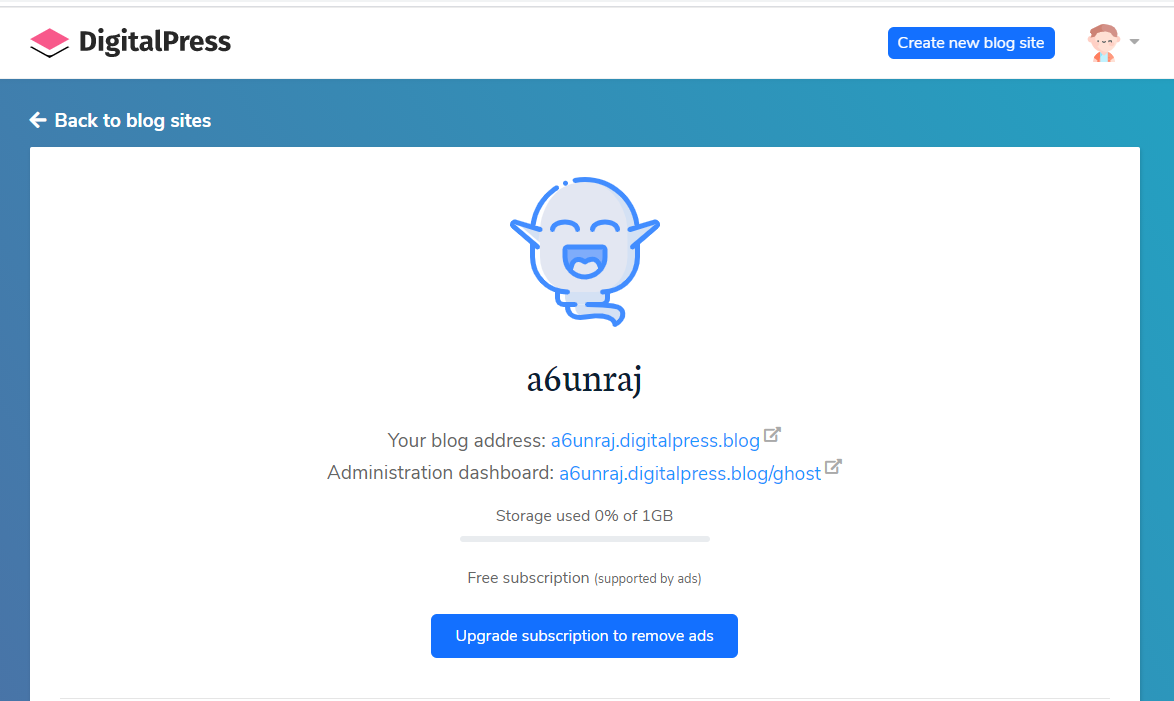 DigitalPress
Create new blog site
Back to blog sites
a6unraj
Your blog address: a6unraj.digitalpress.blog
Administration dashboard: a6unraj.digitalpress.blog/ghost
Storage used 0% of 1GB
Free subscription (supported by ads)
Upgrade subscription to remove ads